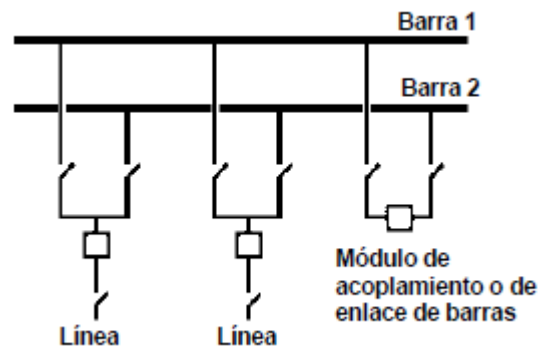 Barra 1
Barra 2
Módulo de
acoplamiento o de
enlace de barras
Línea
Línea